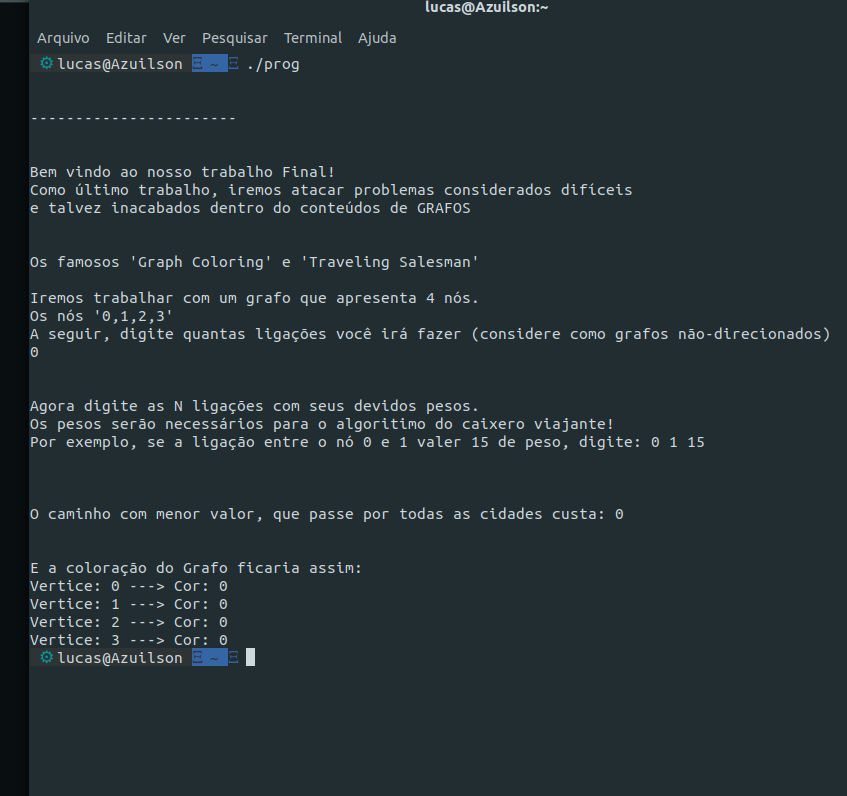 lucas@Azuilson:~
Arquivo Editar Ver Pesquisar Terminal Ajuda
lucas@Azuilson ~ ./prog
-----------------------
Bem vindo ao nosso trabalho Final!
Como último trabalho, iremos atacar problemas considerados difíceis
e talvez inacabados dentro do conteúdos de GRAFOS
Os famosos 'Graph Coloring' e 'Traveling Salesman'
Iremos trabalhar com um grafo que apresenta 4 nós.
Os nós '0,1,2,3'
A seguir, digite quantas ligações você irá fazer (considere como grafos não-direcionados)
0
Agora digite as N ligações com seus devidos pesos.
Os pesos serão necessários para o algoritimo do caixero viajante!
Por exemplo, se a ligação entre o nó 0 e 1 valer 15 de peso, digite: 0 1 15
O caminho com menor valor, que passe por todas as cidades custa: 0
E a coloração do Grafo ficaria assim:
Vertice: 0 ---> Cor: 0
Vertice: 1 ---> Cor: 0
Vertice: 2 ---> Cor: 0
Vertice: 3 ---> Cor: 0
lucas@Azuilson ~